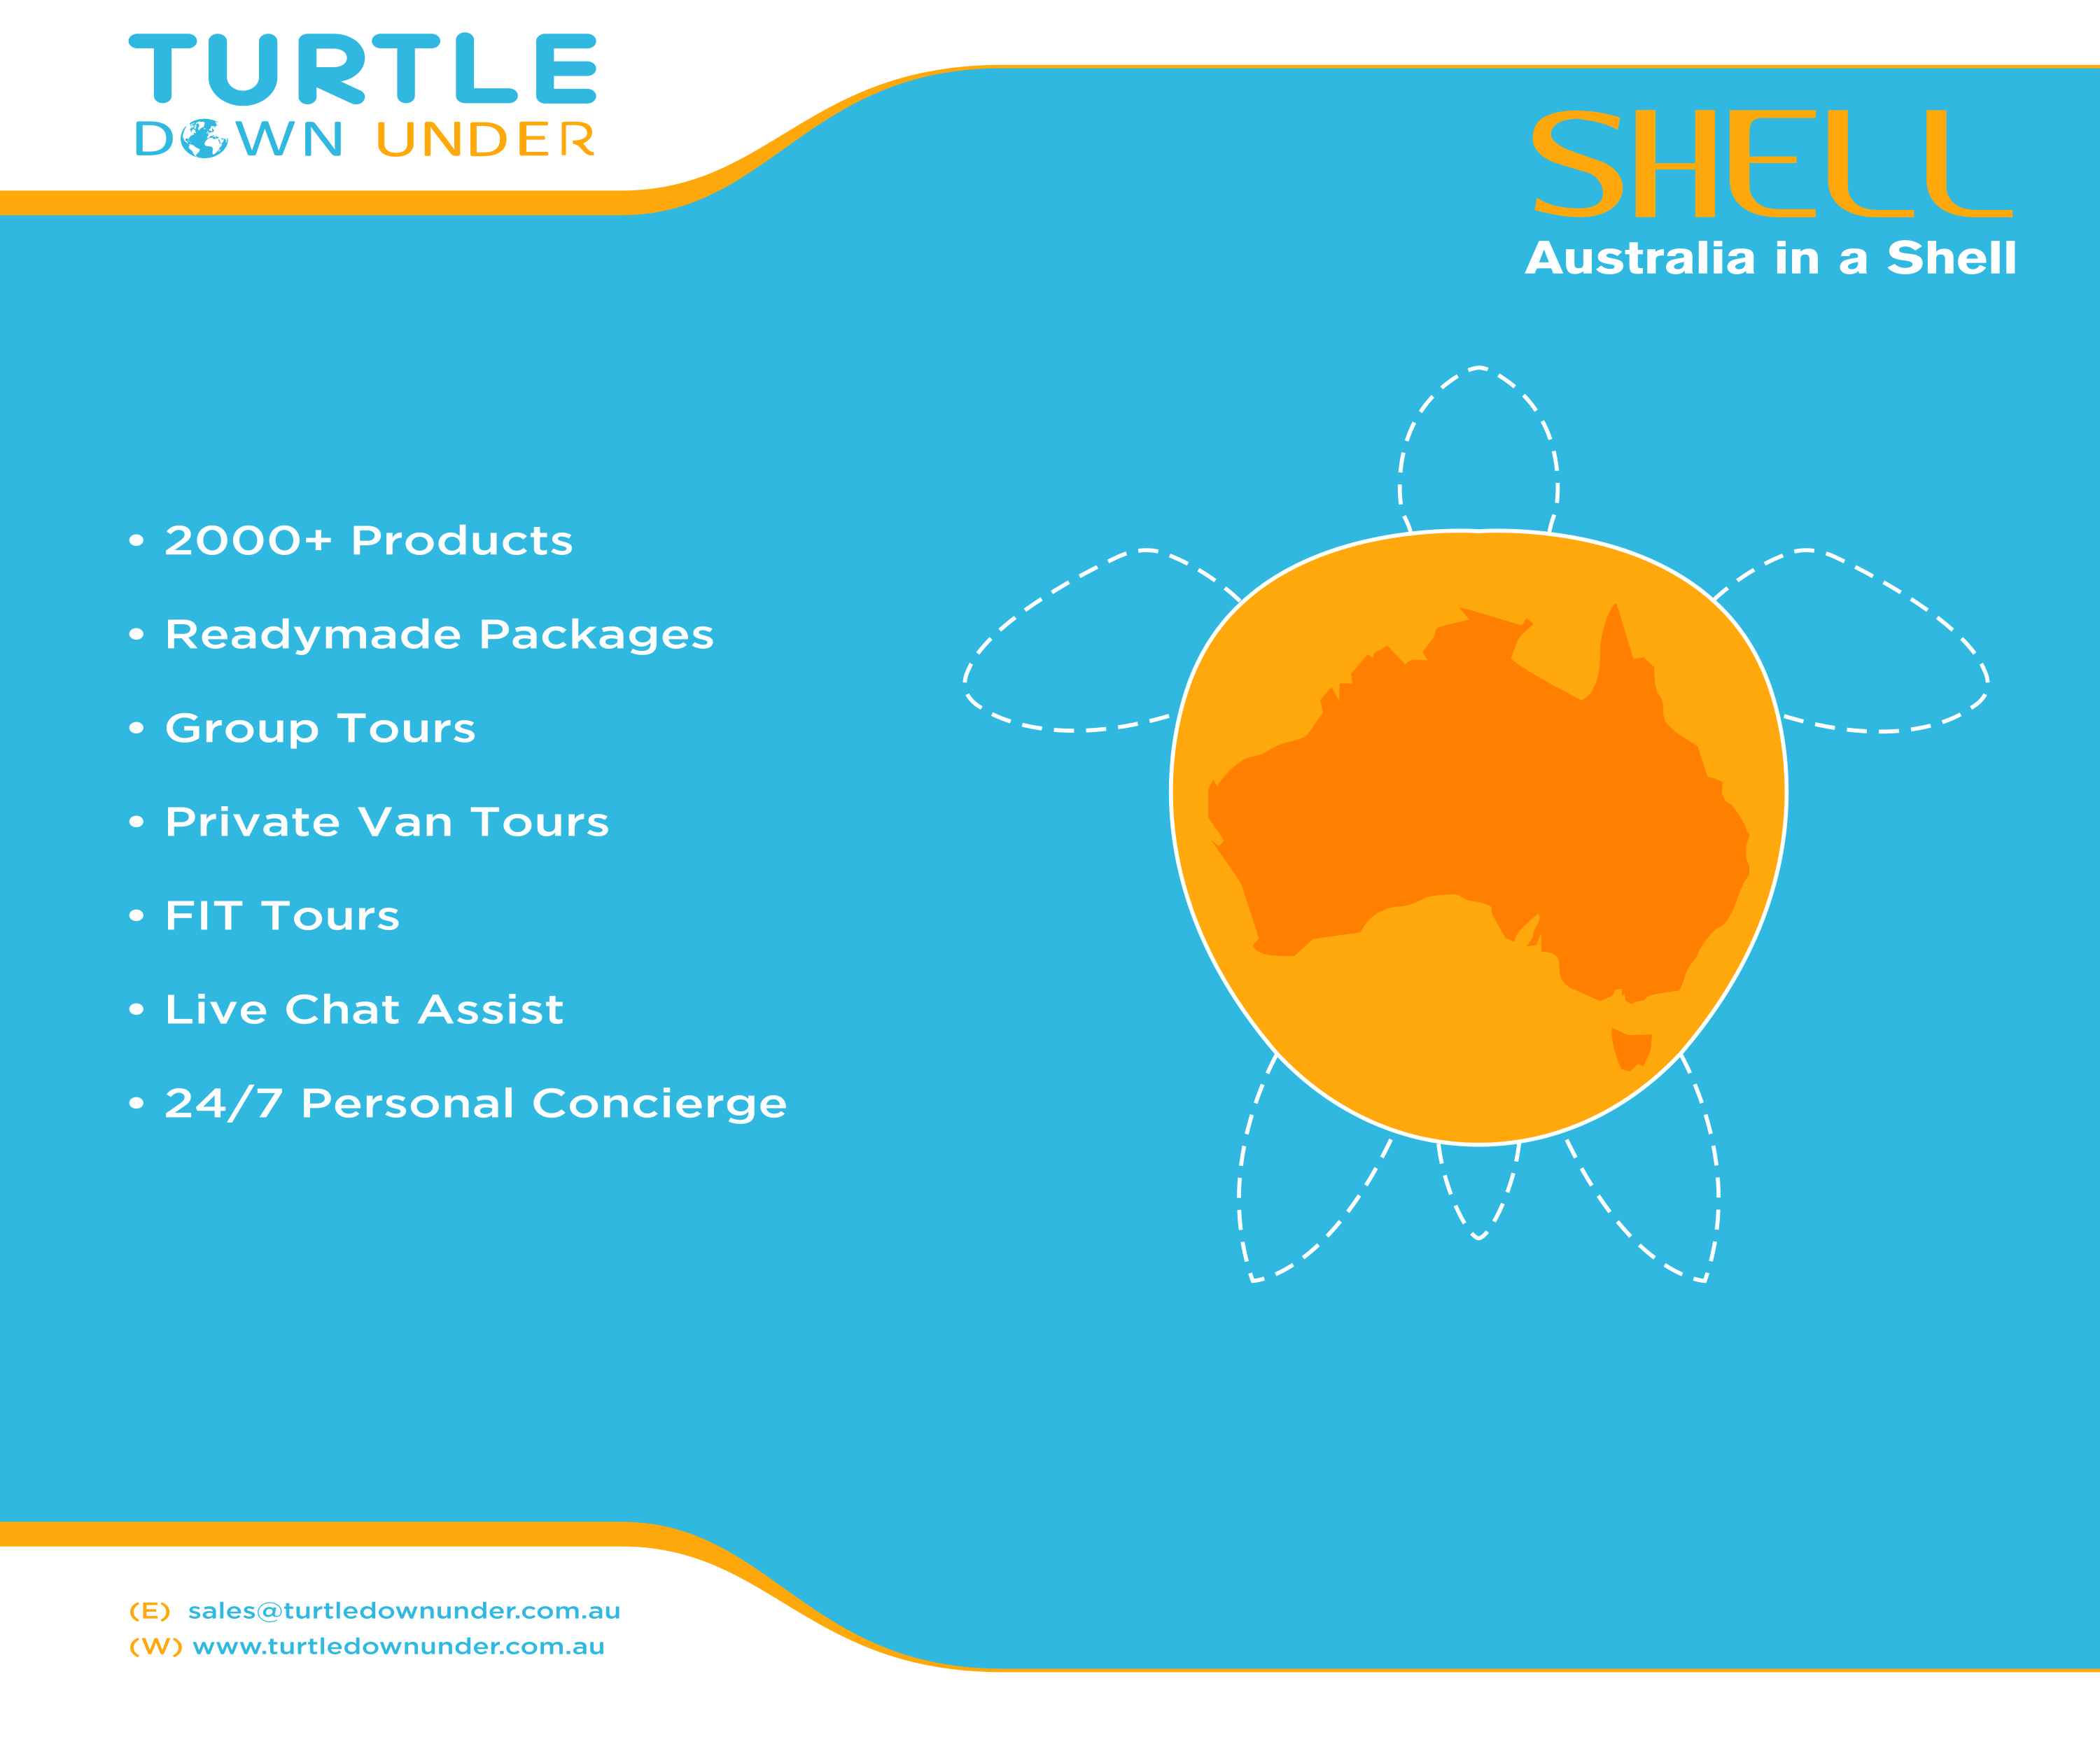 TURTLE
DOWN UNDER
SHELL
Australia in a Shell
• 2000+ Products
• Readymade Packages
• Group Tours
• Private Van Tours
• FIT Tours
• Live Chat Assist
• 24/7 Personal Concierge
(E) sales@turtledownunder.com.au
(W) www.turtledownunder.com.au